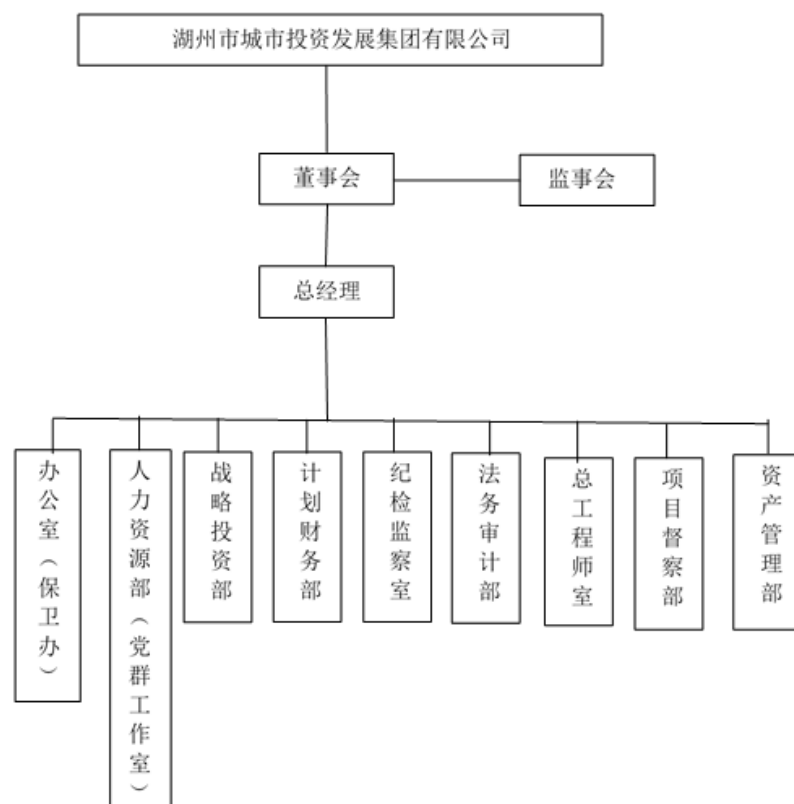 湖州市城市投资发展集团有限公司
董事会
监事会
总经理
办公室（保卫办）
人力资源部（党群工作室）
战略投资部
计划财务部
纪检监察室
法务审计部
总工程师室
项目督察部
资产管理部